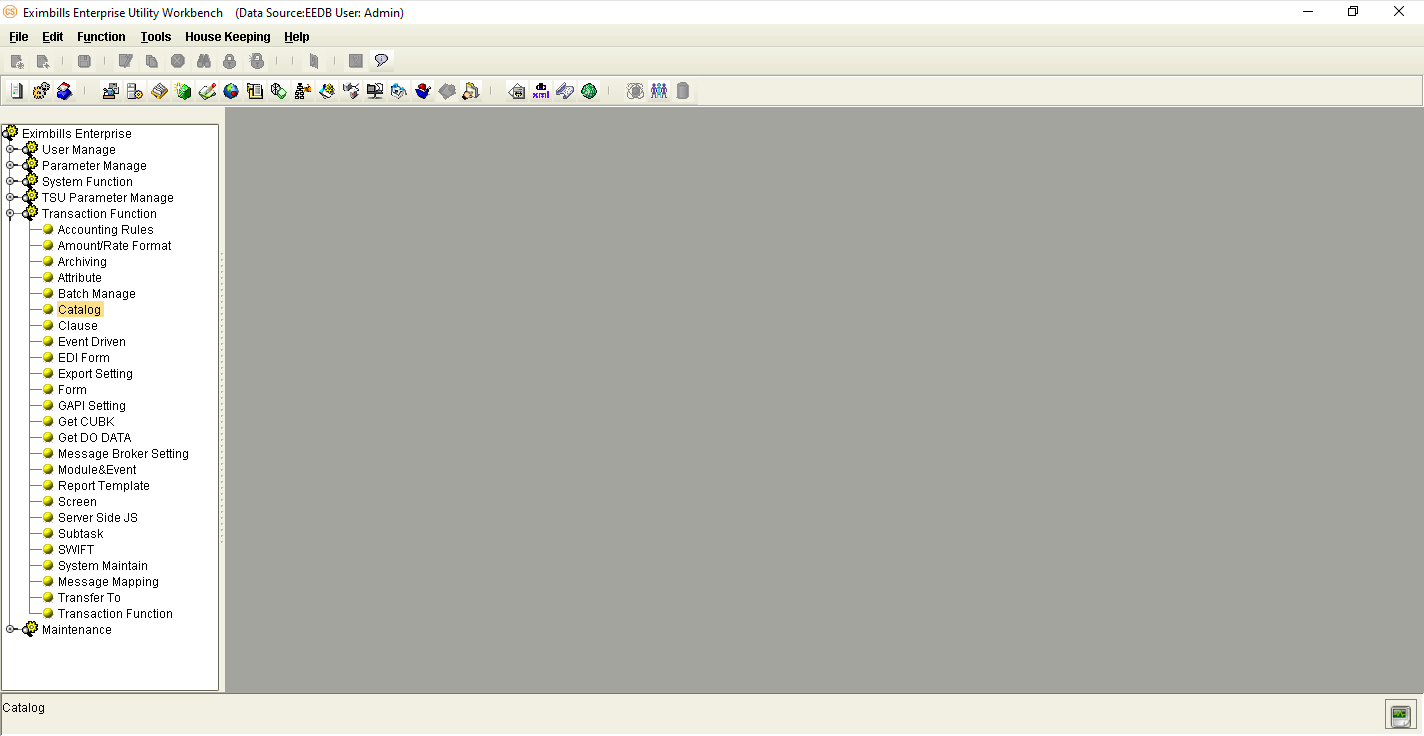 CS Eximbills Enterprise Utility Workbench (Data Source:EEDB User: Admin)
File Edit Function Tools House Keeping Help
do
xml
Eximbills Enterprise
User Manage
Parameter Manage
System Function
TSU Parameter Manage
Transaction Function
Accounting Rules
Amount/Rate Format
Archiving
Attribute
Batch Manage
Catalog
Clause
Event Driven
EDI Form
Export Setting
Form
GAPI Setting
Get CUBK
Get DO DATA
Message Broker Setting
Module&Event
Report Template
Screen
Server Side JS
Subtask
SWIFT
System Maintain
Message Mapping
Transfer To
Transaction Function
Maintenance
Catalog